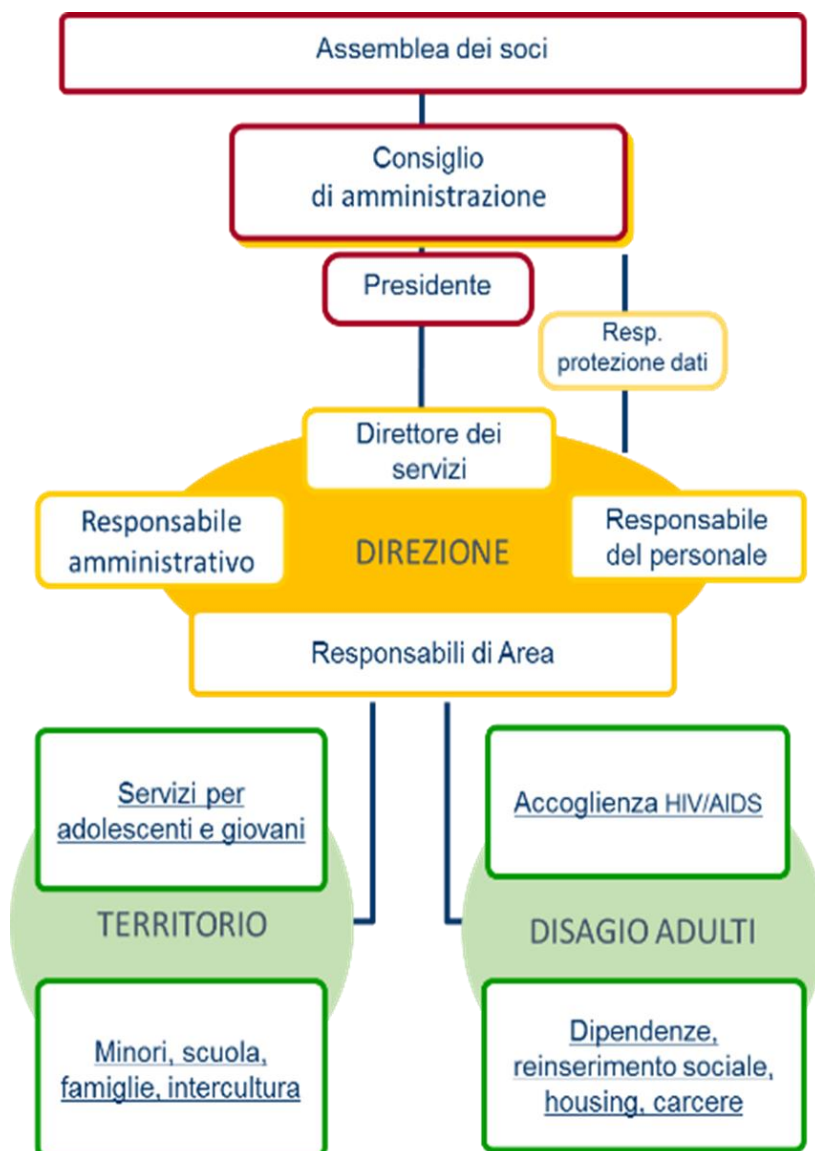 Assemblea dei soci
Consiglio
di amministrazione
Presidente
Resp.
protezione dati
Direttore dei
servizi
Responsabile
amministrativo
DIREZIONE
Responsabile
del personale
Responsabili di Area
Servizi per
adolescenti e giovani
Accoglienza HIV/AIDS
TERRITORIO
DISAGIO ADULTI
Minori, scuola,
famiglie, intercultura
Dipendenze,
reinserimento sociale,
housing, carcere